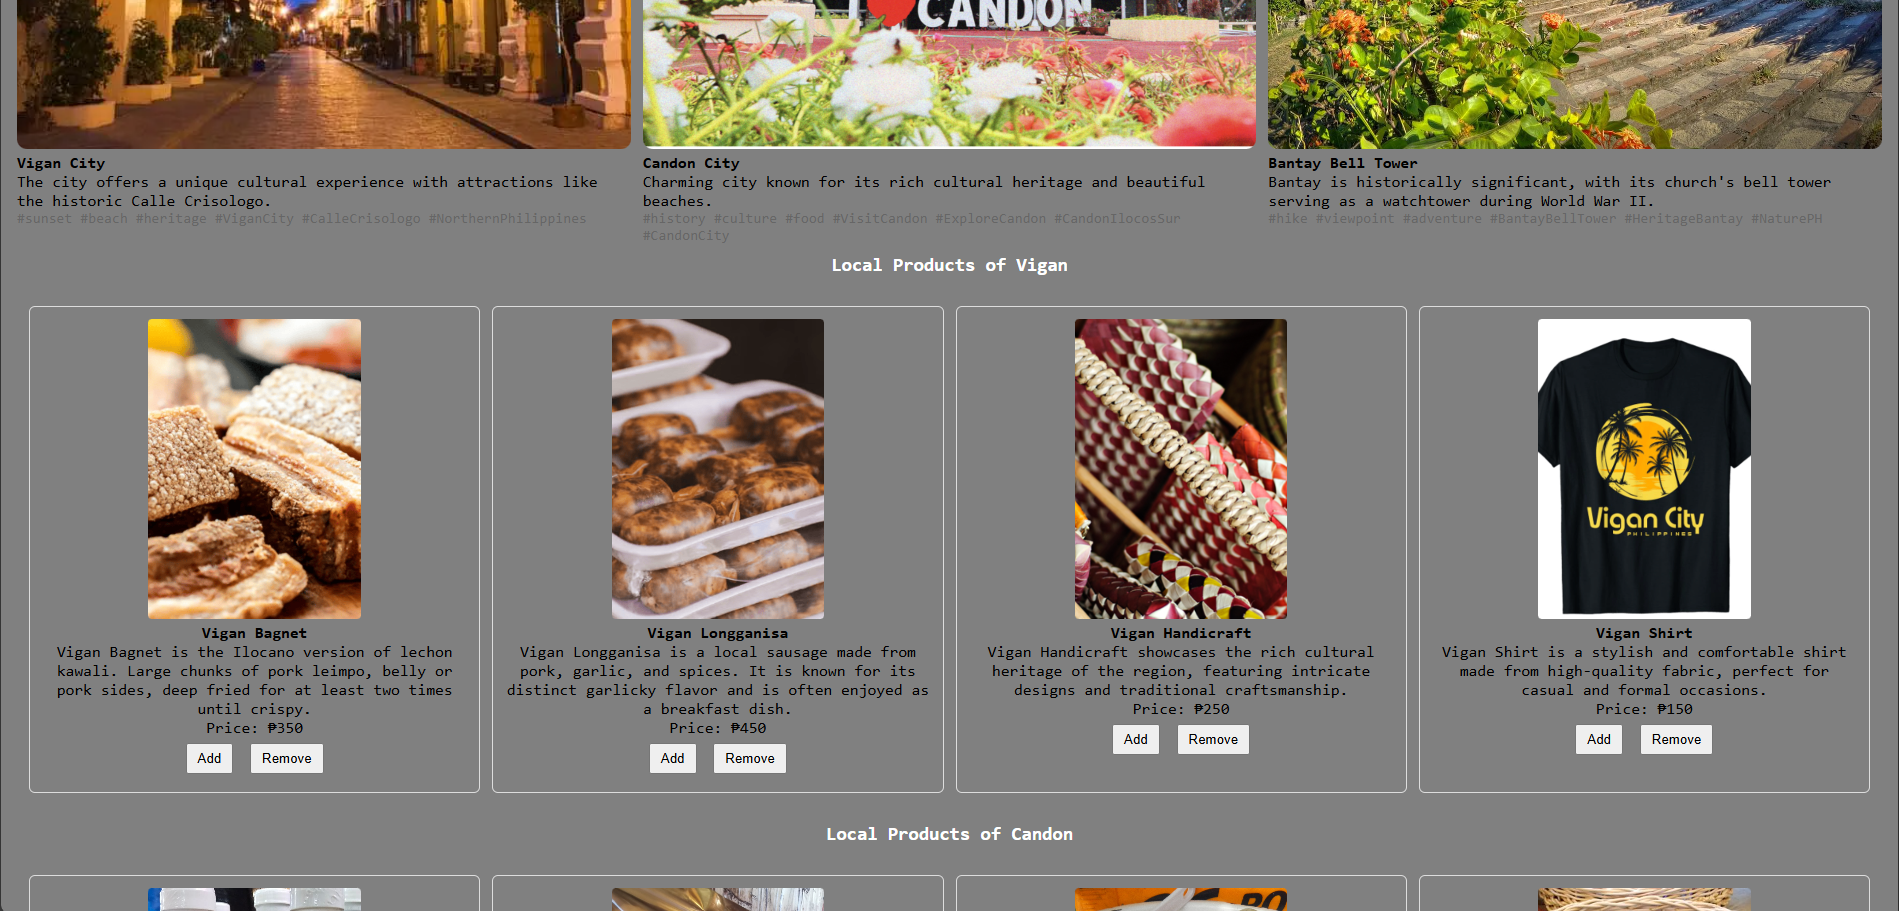 I CANDON
Vigan City
The city offers a unique cultural experience with attractions like
the historic Calle Crisologo.
#sunset #beach #heritage #ViganCity #CalleCrisologo #NorthernPhilippines
Candon City
Charming city known for its rich cultural heritage and beautiful
beaches.
#history #culture #food #VisitCandon #ExploreCandon #CandonIlocosSur
#CandonCity
Bantay Bell Tower
Bantay is historically significant, with its church's bell tower
serving as a watchtower during World War II.
#hike #viewpoint #adventure #BantayBellTower #HeritageBantay #NaturePH
Local Products of Vigan
Vigan City
PHILIPPINES
Vigan Bagnet
Vigan Bagnet is the Ilocano version of lechon
kawali. Large chunks of pork leimpo, belly or
pork sides, deep fried for at least two times
until crispy.
Price: ₱350
Add Remove
Vigan Longganisa
Vigan Longganisa is a local sausage made from
pork, garlic, and spices. It is known for its
distinct garlicky flavor and is often enjoyed as
a breakfast dish.
Price: ₱450
Add Remove
Vigan Handicraft
Vigan Handicraft showcases the rich cultural
heritage of the region, featuring intricate
designs and traditional craftsmanship.
Price: ₱250
Add Remove
Vigan Shirt
Vigan Shirt is a stylish and comfortable shirt
made from high-quality fabric, perfect for
casual and formal occasions.
Price: ₱150
Add Remove
Local Products of Candon